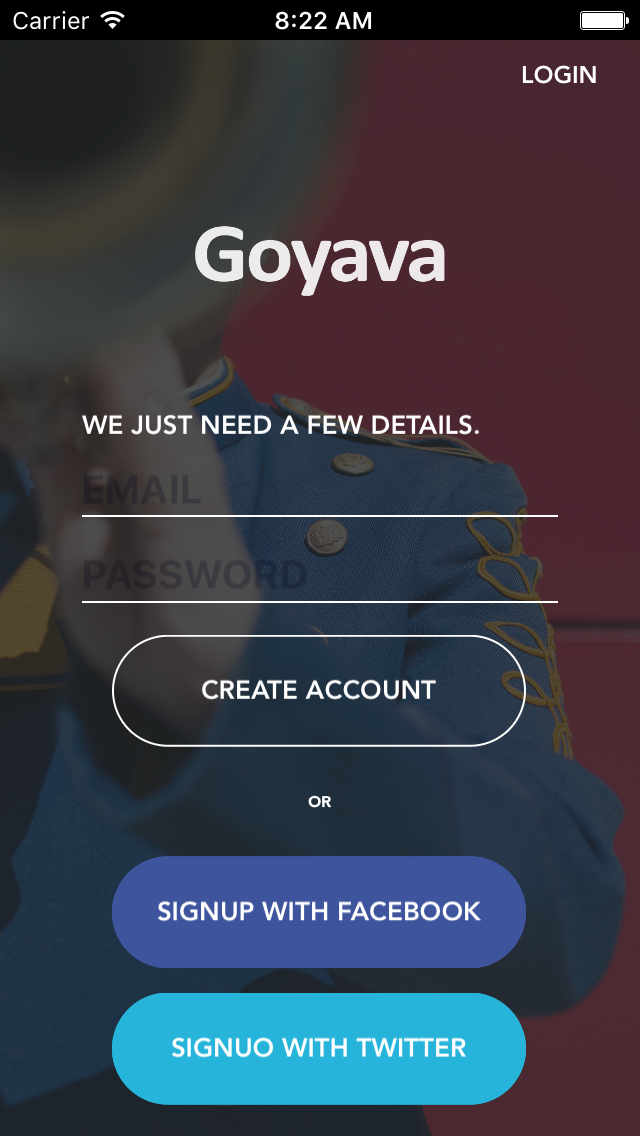 Carrier 8:22 AM
LOGIN
Goyava
WE JUST NEED A FEW DETAILS.
EMAIL
PASSWORD
CREATE ACCOUNT
OR
SIGNUP WITH FACEBOOK
SIGNUO WITH TWITTER